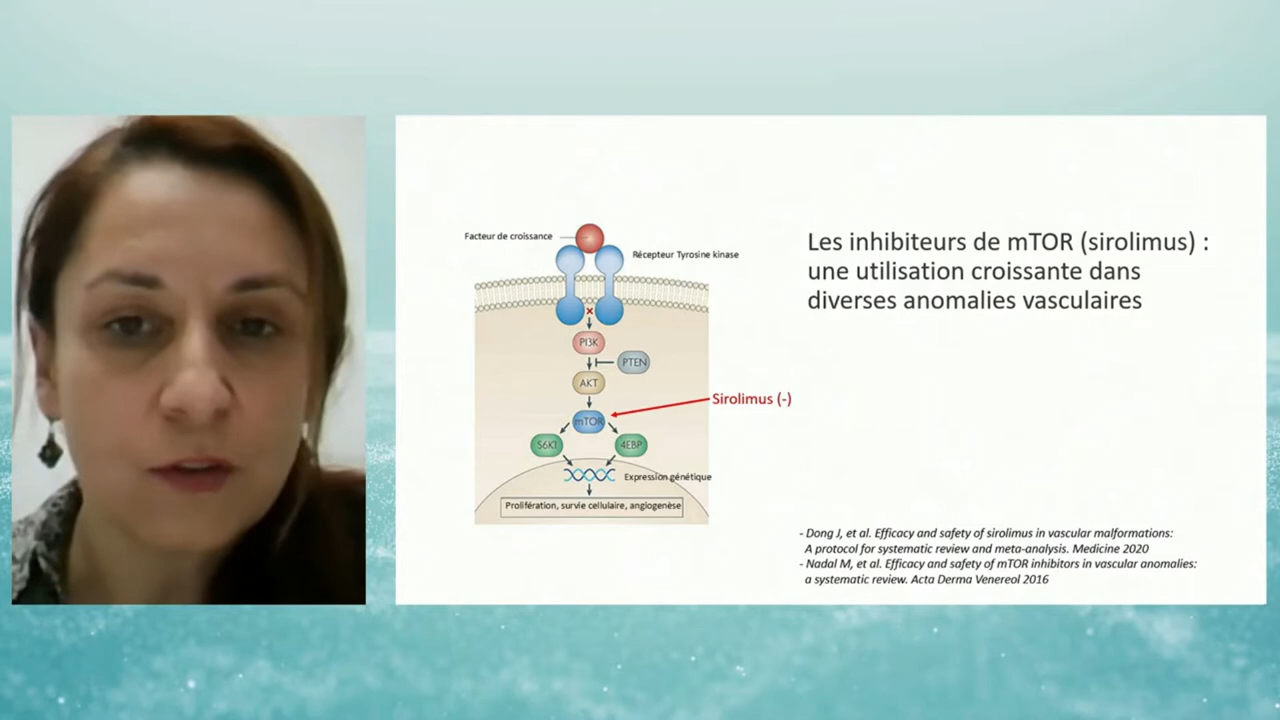 Facteur de croissance
Récepteur Tyrosine kinase
PI3K
PTEN
AKT
Sirolimus (-)
mTOR
S6K1
4EBP
Expression génétique
Prolifération, survie cellulaire, angiogenèse
Les inhibiteurs de mTOR (sirolimus) :
une utilisation croissante dans
diverses anomalies vasculaires
- Dong J, et al. Efficacy and safety of sirolimus in vascular malformations:
A protocol for systematic review and meta-analysis. Medicine 2020
- Nadal M, et al. Efficacy and safety of mTOR inhibitors in vascular anomalies:
a systematic review. Acta Derma Venereol 2016